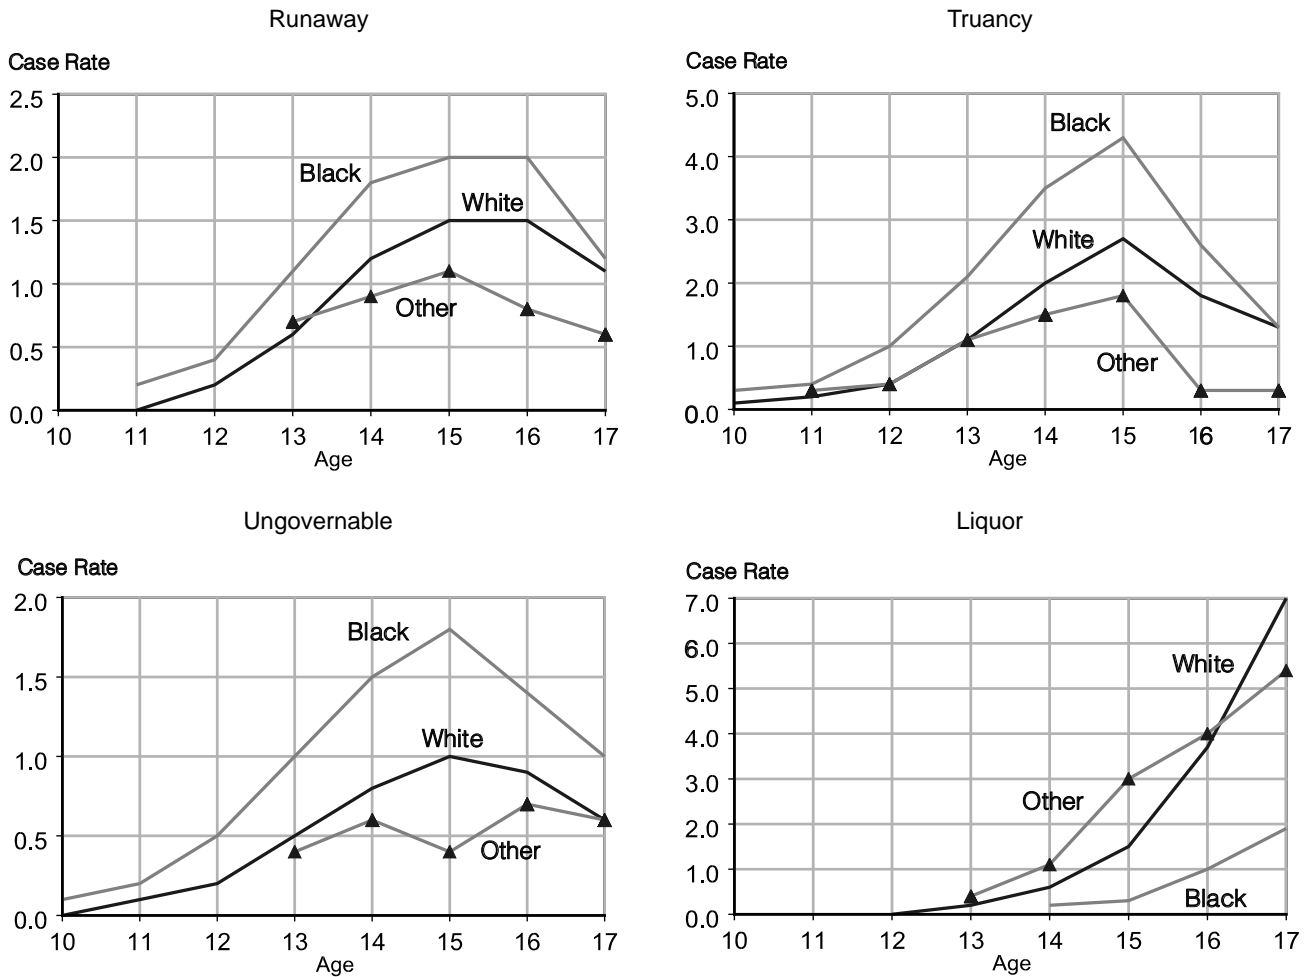 Runaway
Case Rate
2.5
2.0
1.5
1.0
0.5
0.0
Black
White
Other
10 11 12 13 14 15 16 17
Age
Truancy
Case Rate
5.0
4.0
3.0
2.0
1.0
0.0
Black
White
Other
10 11 12 13 14 15 16 17
Age
Ungovernable
Case Rate
2.0
1.5
1.0
0.5
0.0
Black
White
Other
10 11 12 13 14 15 16 17
Age
Liquor
Case Rate
7.0
6.0
5.0
4.0
3.0
2.0
1.0
0.0
White
Other
Black
10 11 12 13 14 15 16 17
Age